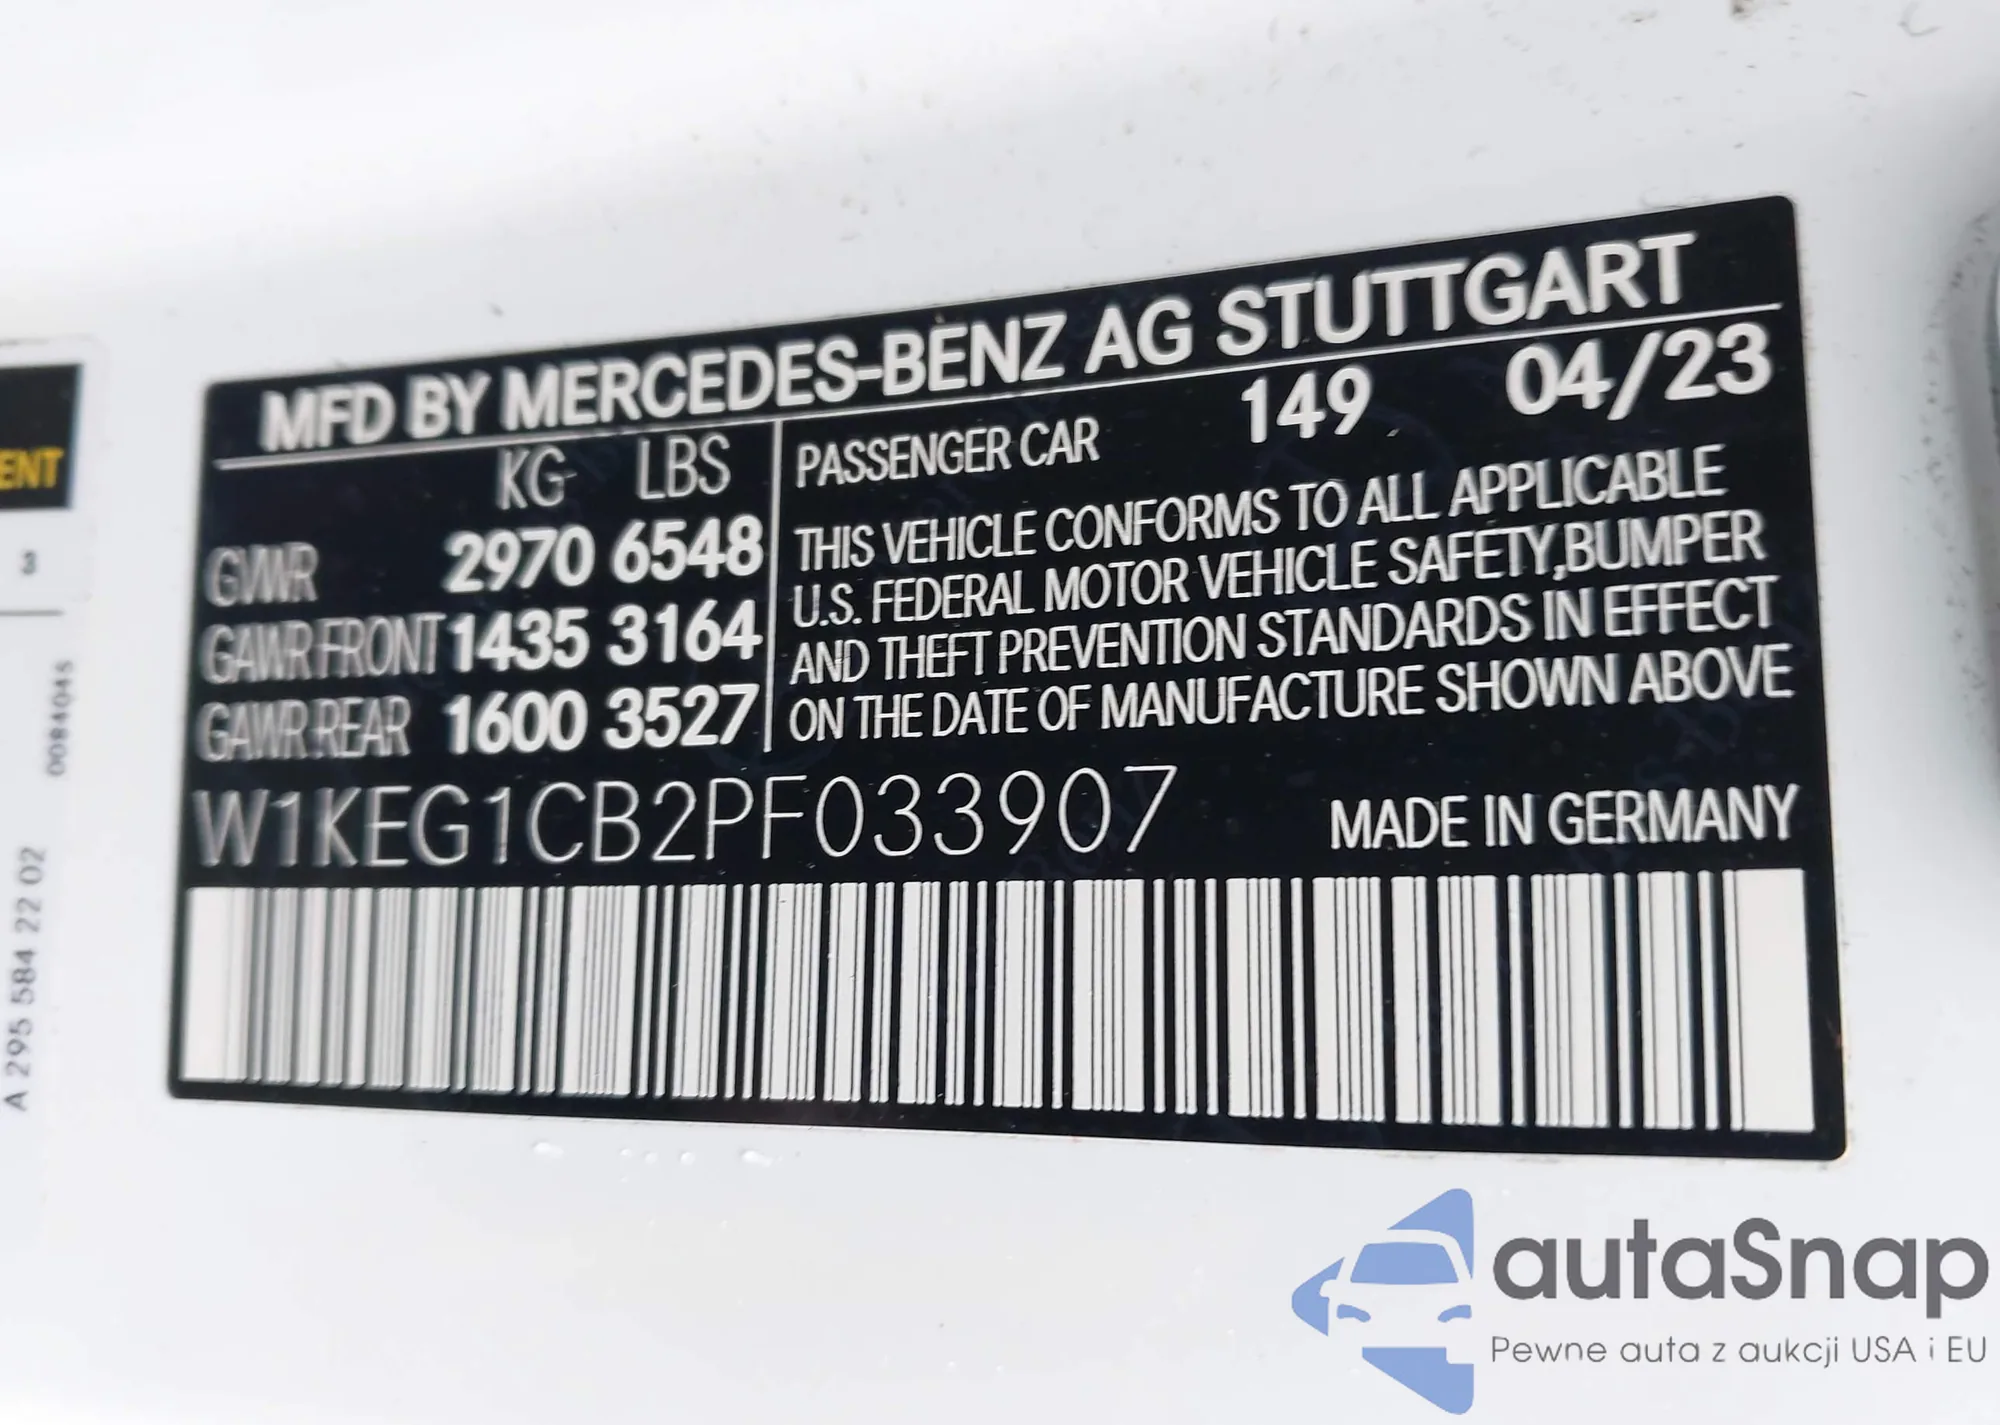 MFD BY MERCEDES-BENZ AG STUTTGART
KG LBS
GVWR 2970 6548
GAWR FRONT 1435 3164
GAWR REAR 1600 3527
PASSENGER CAR 149 04/23
THIS VEHICLE CONFORMS TO ALL APPLICABLE
U.S. FEDERAL MOTOR VEHICLE SAFETY,BUMPER
AND THEFT PREVENTION STANDARDS IN EFFECT
ON THE DATE OF MANUFACTURE SHOWN ABOVE
W1KEG1CB2PF033907
MADE IN GERMANY
ENT
A 295 584 22 02
0084045
autaSnap
Pewne auta z aukcji USA i EU